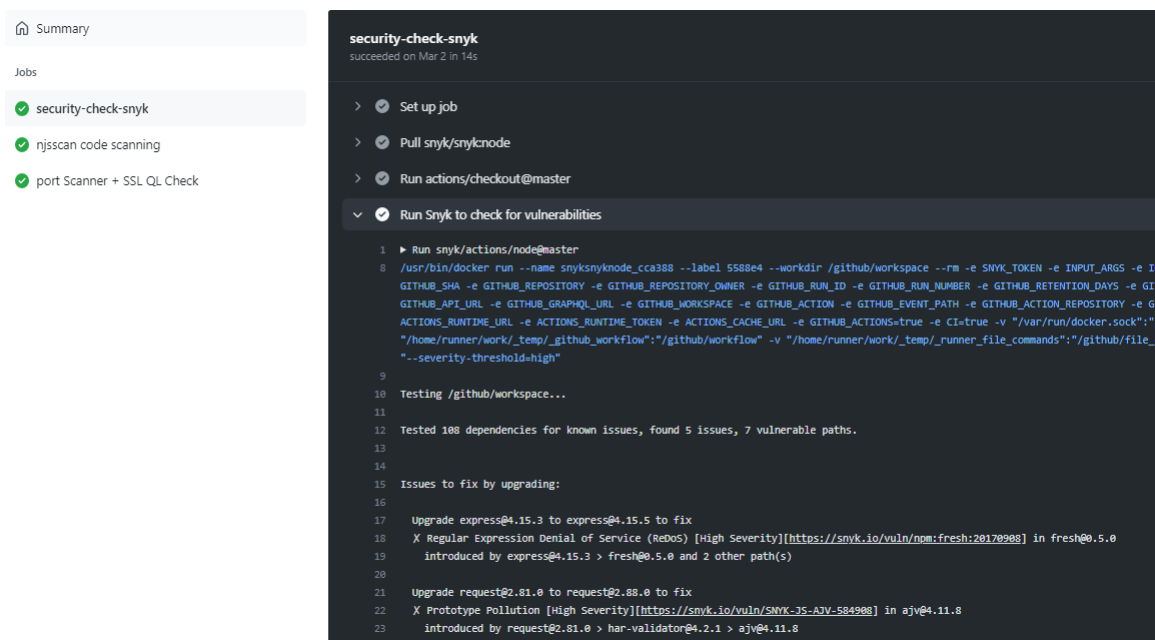 Summary
Jobs
security-check-snyk
njsscan code scanning
port Scanner + SSL QL Check
security-check-snyk
succeeded on Mar 2 in 14s
Set up job
Pull snyk/snyk:node
Run actions/checkout@master
Run Snyk to check for vulnerabilities
1 ▶ Run snyk/actions/node@master
8 /usr/bin/docker run --name snyksnyknode_cca388 --label 5588e4 --workdir /github/workspace --rm -e SNYK_TOKEN -e INPUT_ARGS -e I
GITHUB_SHA -e GITHUB_REPOSITORY -e GITHUB_REPOSITORY_OWNER -e GITHUB_RUN_ID -e GITHUB_RUN_NUMBER -e GITHUB_RETENTION_DAYS -e GI
GITHUB_API_URL -e GITHUB_GRAPHQL_URL -e GITHUB_WORKSPACE -e GITHUB_ACTION -e GITHUB_EVENT_PATH -e GITHUB_ACTION_REPOSITORY -e G
ACTIONS_RUNTIME_URL -e ACTIONS_RUNTIME_TOKEN -e ACTIONS_CACHE_URL -e GITHUB_ACTIONS=true -e CI=true -v "/var/run/docker.sock":"
"/home/runner/work/_temp/_github_workflow":"/github/workflow" -v "/home/runner/work/_temp/_runner_file_commands":"/github/file_
"--severity-threshold=high"
9
10 Testing /github/workspace...
11
12 Tested 108 dependencies for known issues, found 5 issues, 7 vulnerable paths.
13
14
15 Issues to fix by upgrading:
16
17 Upgrade express@4.15.3 to express@4.15.5 to fix
18 ✗ Regular Expression Denial of Service (ReDoS) [High Severity][https://snyk.io/vuln/npm:fresh:20170908] in fresh@0.5.0
19 introduced by express@4.15.3 > fresh@0.5.0 and 2 other path(s)
20
21 Upgrade request@2.81.0 to request@2.88.0 to fix
22 ✗ Prototype Pollution [High Severity][https://snyk.io/vuln/SNYK-JS-AJV-584908] in ajv@4.11.8
23 introduced by request@2.81.0 > har-validator@4.2.1 > ajv@4.11.8